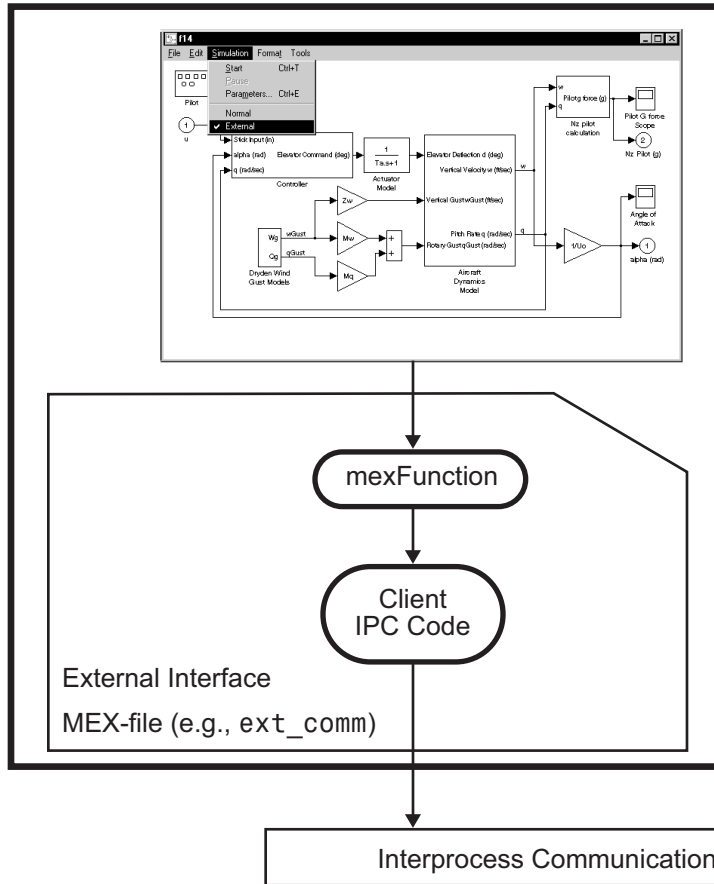 f14
File Edit Simulation Format Tools
Start Ctrl+T
Pause
Parameters... Ctrl+E
Normal
✓ External
Pilot
1
u
Stick Input (in)
alpha (rad)
q (rad/sec)
Elevator Command (deg)
Controller
1
Ta.s+1
Actuator
Model
Elevator Deflection d (deg)
Vertical Velocity w (ft/sec)
Vertical Gust wGust (ft/sec)
Pitch Rate q (rad/sec)
Rotary Gust qGust (rad/sec)
Aircraft
Dynamics
Model
w
q
w
q
Pilot g force (g)
Nz pilot
calculation
Pilot G force
Scope
2
Nz Pilot (g)
Angle of
Attack
1/Uo
1
alpha (rad)
Wg
Qg
wGust
qGust
Dryden Wind
Gust Models
Zw
Mw
Mq
+
+
mexFunction
Client
IPC Code
External Interface
MEX-file (e.g., ext_comm)
Interprocess Communication